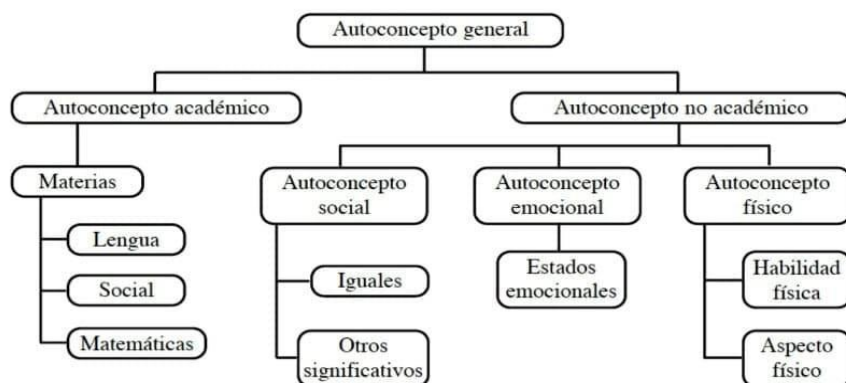 Autoconcepto general
Autoconcepto académico
Autoconcepto no académico
Materias
Autoconcepto
social
Autoconcepto
emocional
Autoconcepto
físico
Lengua
Social
Matemáticas
Iguales
Otros
significativos
Estados
emocionales
Habilidad
física
Aspecto
físico